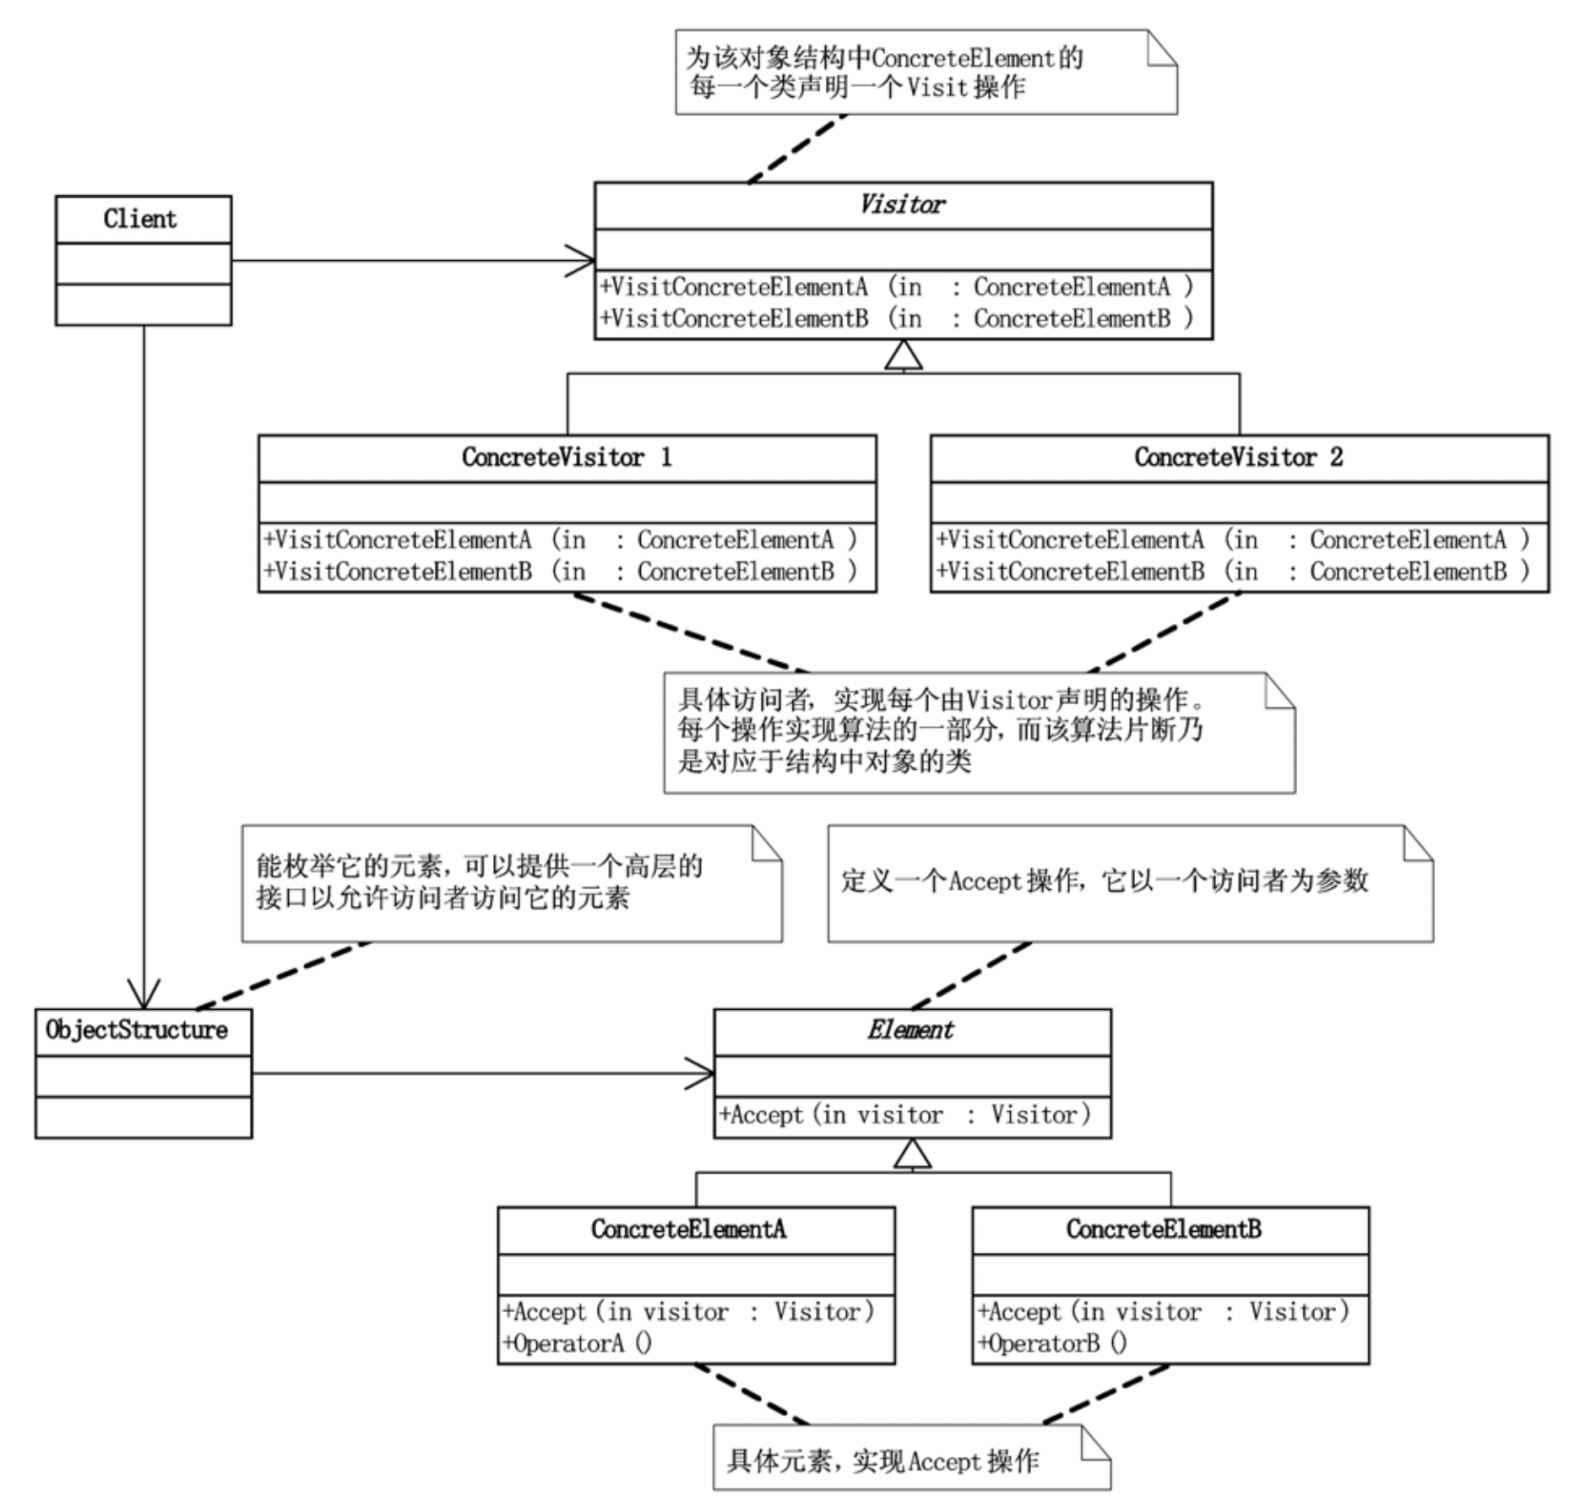 为该对象结构中ConcreteElement的
每一个类声明一个Visit操作
Client
Visitor
+VisitConcreteElementA (in : ConcreteElementA )
+VisitConcreteElementB (in : ConcreteElementB )
ConcreteVisitor 1
+VisitConcreteElementA (in : ConcreteElementA )
+VisitConcreteElementB (in : ConcreteElementB )
ConcreteVisitor 2
+VisitConcreteElementA (in : ConcreteElementA )
+VisitConcreteElementB (in : ConcreteElementB )
具体访问者，实现每个由Visitor声明的操作。
每个操作实现算法的一部分，而该算法片断乃
是对应于结构中对象的类
能枚举它的元素，可以提供一个高层的
接口以允许访问者访问它的元素
定义一个Accept操作，它以一个访问者为参数
ObjectStructure
Element
+Accept(in visitor : Visitor)
ConcreteElementA
+Accept(in visitor : Visitor)
+OperatorA()
ConcreteElementB
+Accept(in visitor : Visitor)
+OperatorB()
具体元素，实现Accept操作